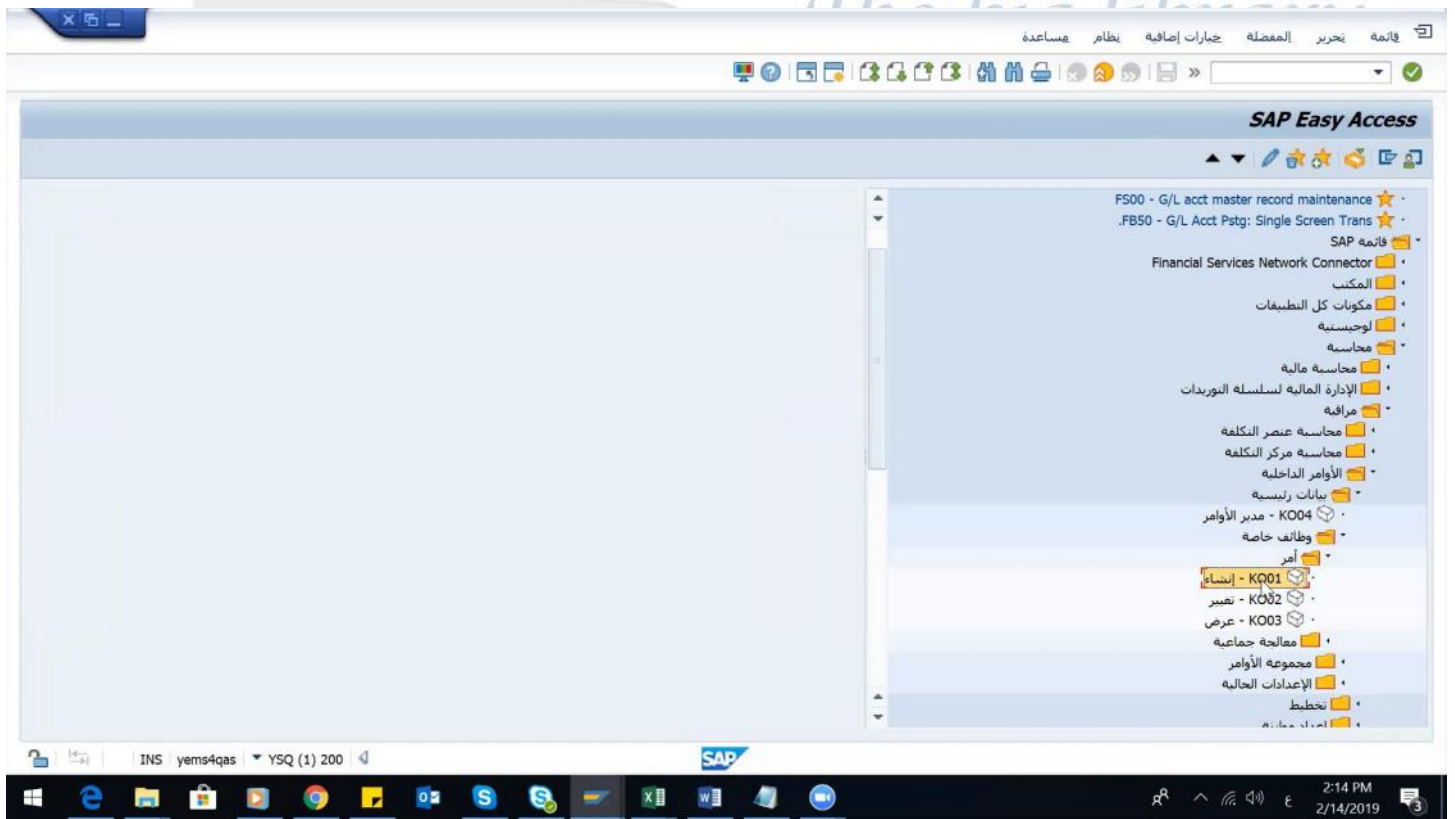 قائمة تحرير المفضلة خيارات إضافية نظام مساعدة
SAP Easy Access
FS00 - G/L acct master record maintenance
FB50 - G/L Acct Pstg: Single Screen Trans.
قائمة SAP
Financial Services Network Connector
المكتب
مكونات كل التطبيقات
لوجيستية
محاسبة
محاسبة مالية
الإدارة المالية لسلسلة التوريدات
مراقبة
محاسبة عنصر التكلفة
محاسبة مركز التكلفة
الأوامر الداخلية
بيانات رئيسية
KO04 - مدير الأوامر
وظائف خاصة
أمر
KO01 - إنشاء
KO02 - تغيير
KO03 - عرض
معالجة جماعية
مجموعة الأوامر
الإعدادات الحالية
تخطيط
INS yems4qas YSQ (1) 200
SAP
2:14 PM
ع
2/14/2019
3